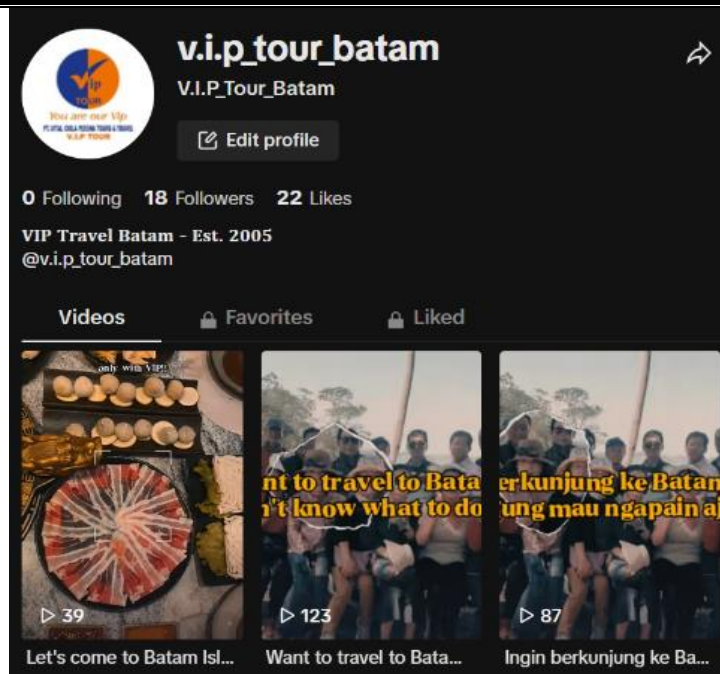 v.i.p_tour_batam
V.I.P_Tour_Batam
Edit profile
0 Following 18 Followers 22 Likes
VIP Travel Batam - Est. 2005
@v.i.p_tour_batam
Videos Favorites Liked
Vip
TOUR
You are our Vip
V.I.P TOUR
only with VIP!!
39
Let's come to Batam Isl...
nt to travel to Bata
n't know what to do
123
Want to travel to Bata...
erkunjung ke Batan
ung mau ngapain aj
87
Ingin berkunjung ke Ba...